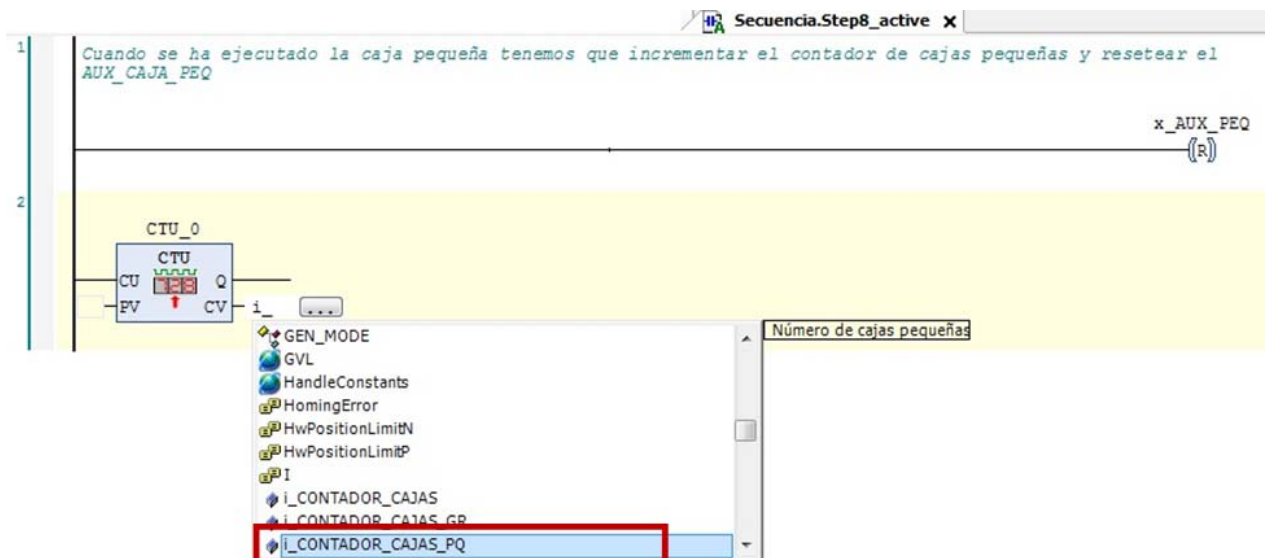 Secuencia.Step8_active x
1
Cuando se ha ejecutado la caja pequeña tenemos que incrementar el contador de cajas pequeñas y resetear el
AUX_CAJA_PEQ
x_AUX_PEQ
(R)
2
CTU_0
CTU
CU Q
PV CV i_ ...
GEN_MODE
Número de cajas pequeñas
GVL
HandleConstants
HomingError
HwPositionLimitN
HwPositionLimitP
I
i_CONTADOR_CAJAS
i_CONTADOR_CAJAS_GR
i_CONTADOR_CAJAS_PQ